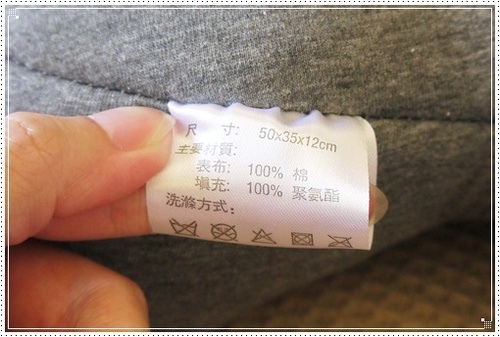 尺 寸: 50x35x12cm
主要材質:
表布: 100% 棉
填充: 100% 聚氨酯
洗滌方式: